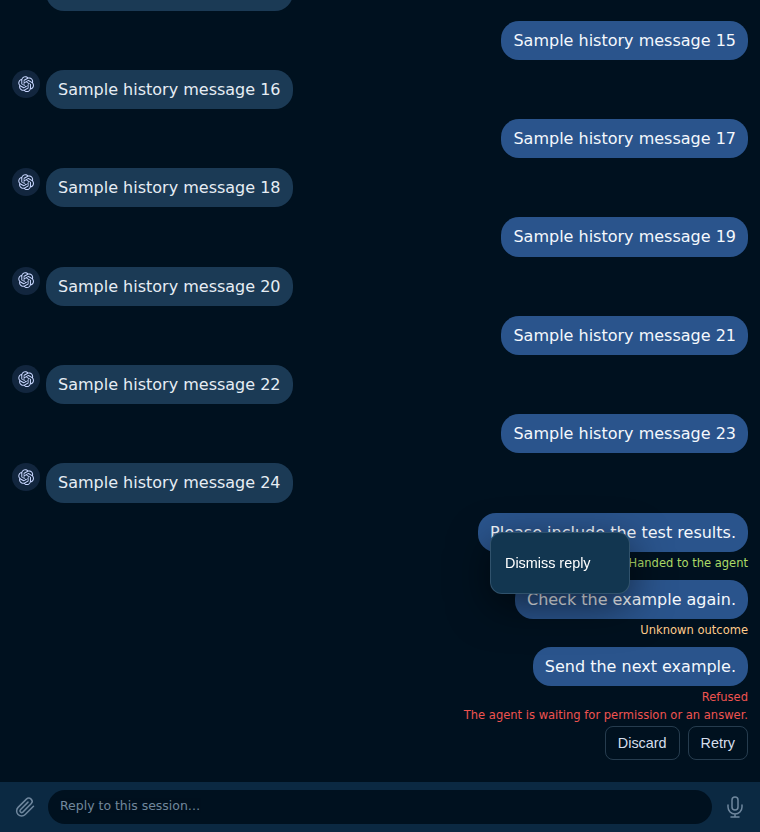 Sample history message 15
Sample history message 16
Sample history message 17
Sample history message 18
Sample history message 19
Sample history message 20
Sample history message 21
Sample history message 22
Sample history message 23
Sample history message 24
Please include the test results.
Dismiss reply
Handed to the agent
Check the example again.
Unknown outcome
Send the next example.
Refused
The agent is waiting for permission or an answer.
Discard Retry
Reply to this session...